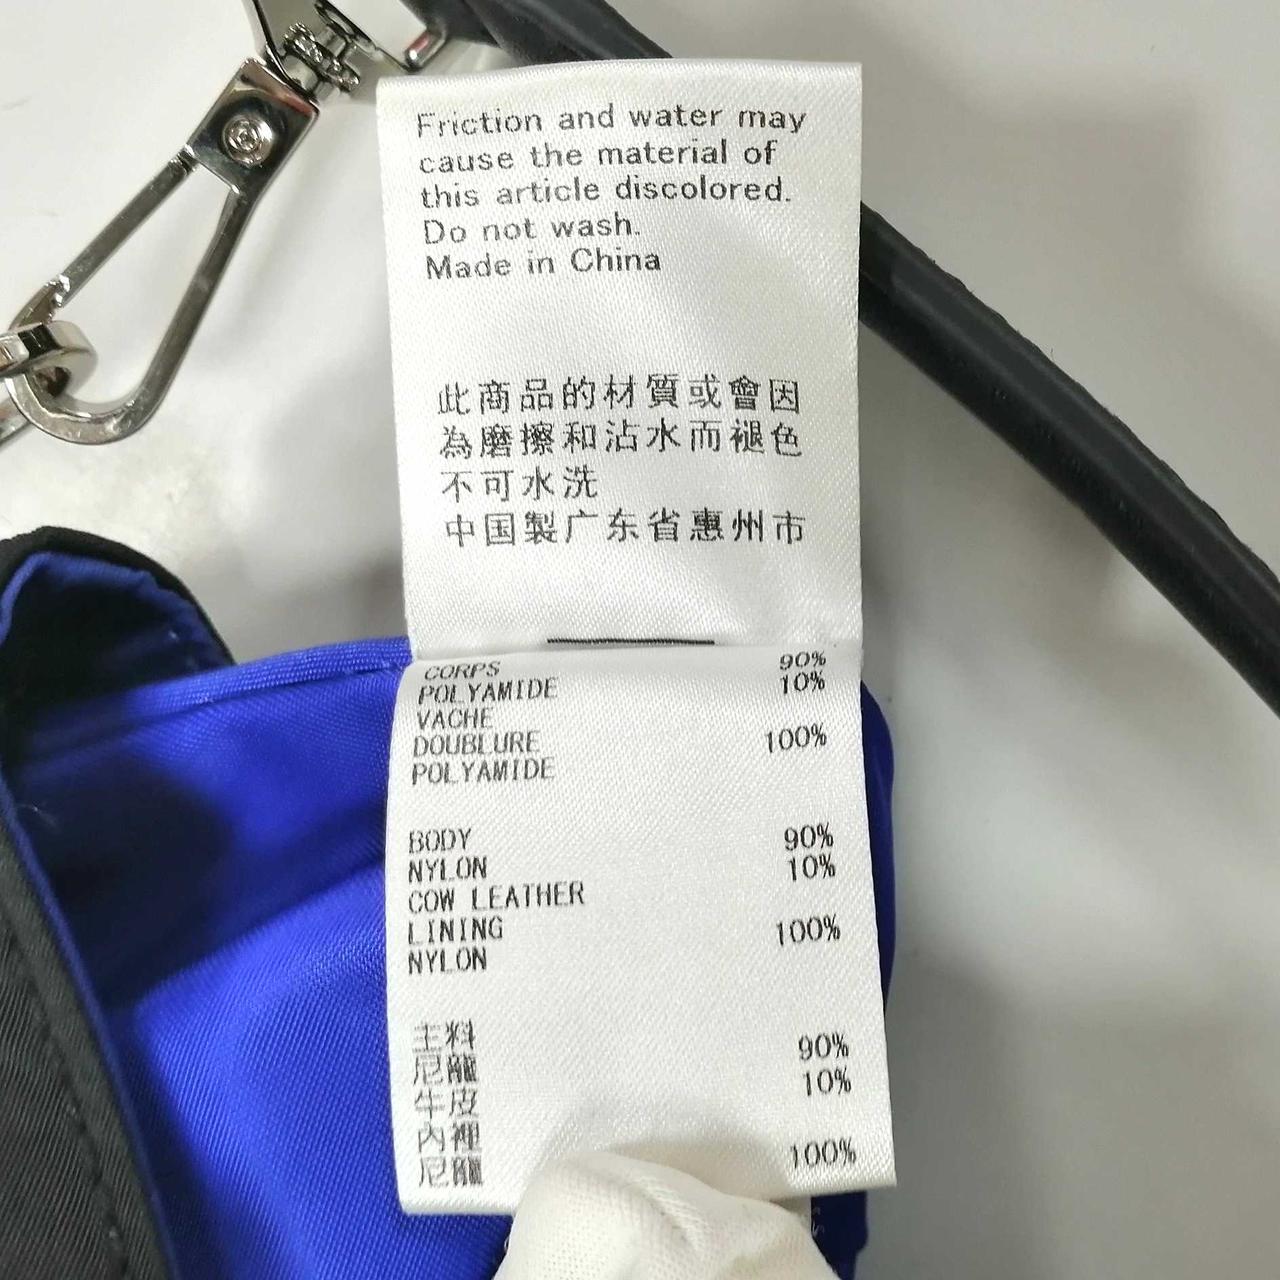 Friction and water may
cause the material of
this article discolored.
Do not wash.
Made in China
此商品的材質或會因
為磨擦和沾水而褪色
不可水洗
中国製广东省惠州市
CORPS 90%
POLYAMIDE 10%
VACHE
DOUBLURE 100%
POLYAMIDE
BODY 90%
NYLON 10%
COW LEATHER
LINING 100%
NYLON
主料 90%
尼龍 10%
牛皮
內裡 100%
尼龍